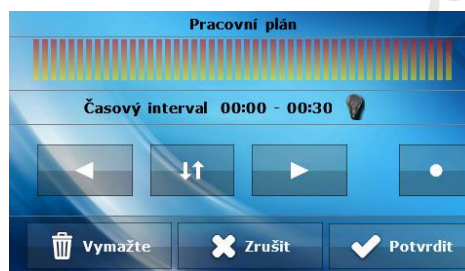 Pracovní plán
Časový interval 00:00 - 00:30
Vymažte Zrušit Potvrdit